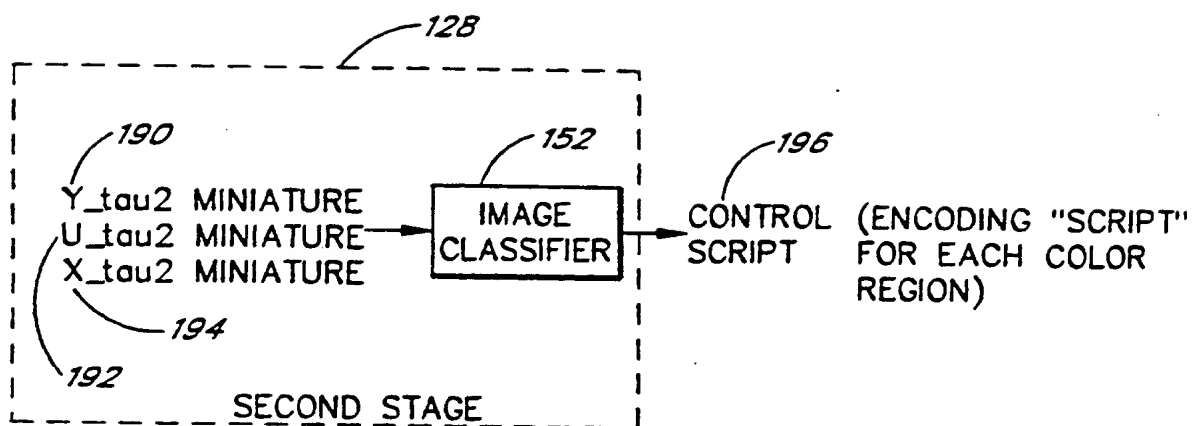 128
190
152
196
Y_tau2 MINIATURE
U_tau2 MINIATURE
X_tau2 MINIATURE
IMAGE
CLASSIFIER
CONTROL
SCRIPT
(ENCODING "SCRIPT"
FOR EACH COLOR
REGION)
194
192
SECOND STAGE